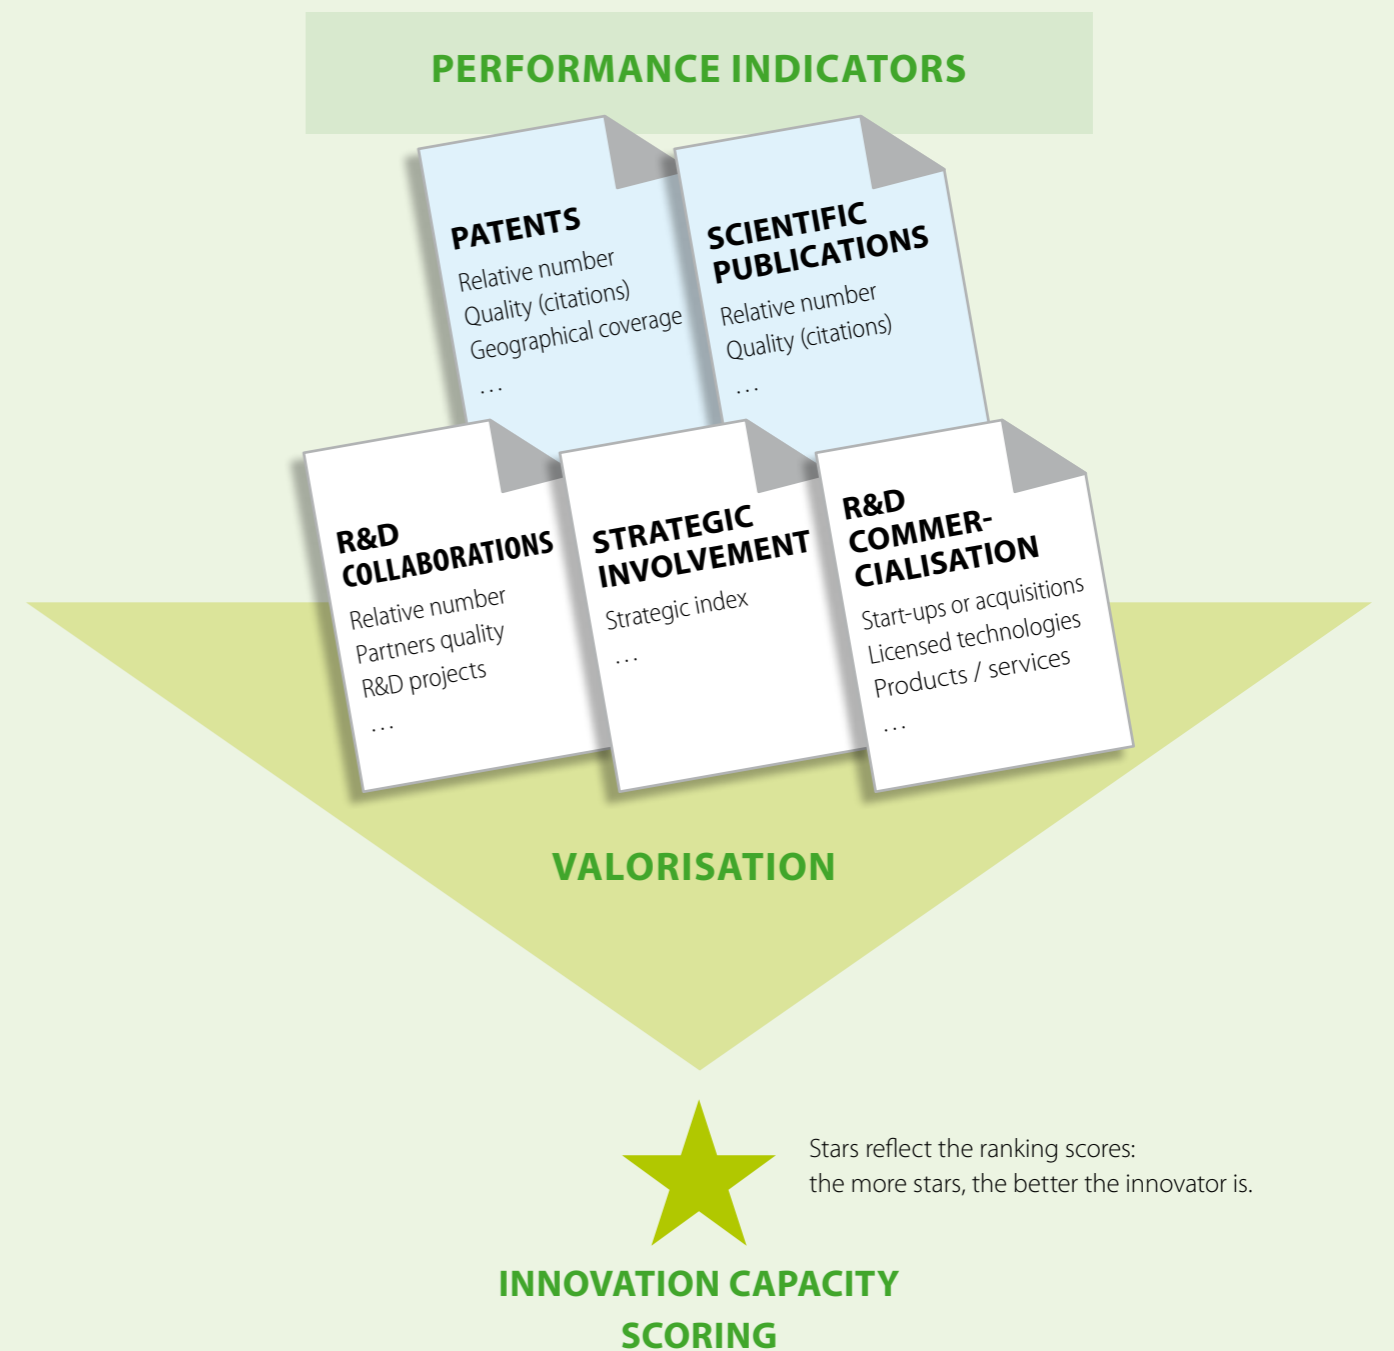 PERFORMANCE INDICATORS
PATENTS
Relative number
Quality (citations)
Geographical coverage
…
SCIENTIFIC
PUBLICATIONS
Relative number
Quality (citations)
…
R&D
COLLABORATIONS
Relative number
Partners quality
R&D projects
…
STRATEGIC
INVOLVEMENT
Strategic index
…
R&D
COMMER-
CIALISATION
Start-ups or acquisitions
Licensed technologies
Products / services
…
VALORISATION
Stars reflect the ranking scores:
the more stars, the better the innovator is.
INNOVATION CAPACITY
SCORING